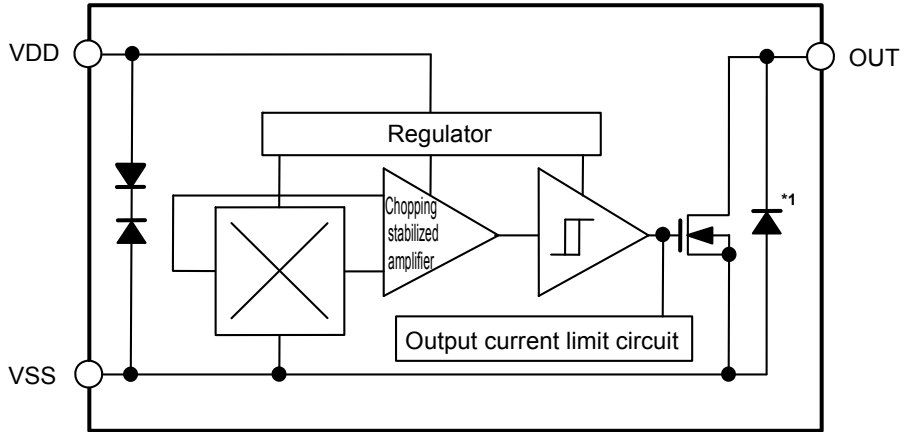 VDD
OUT
Regulator
*1
Chopping
stabilized
amplifier
Output current limit circuit
VSS